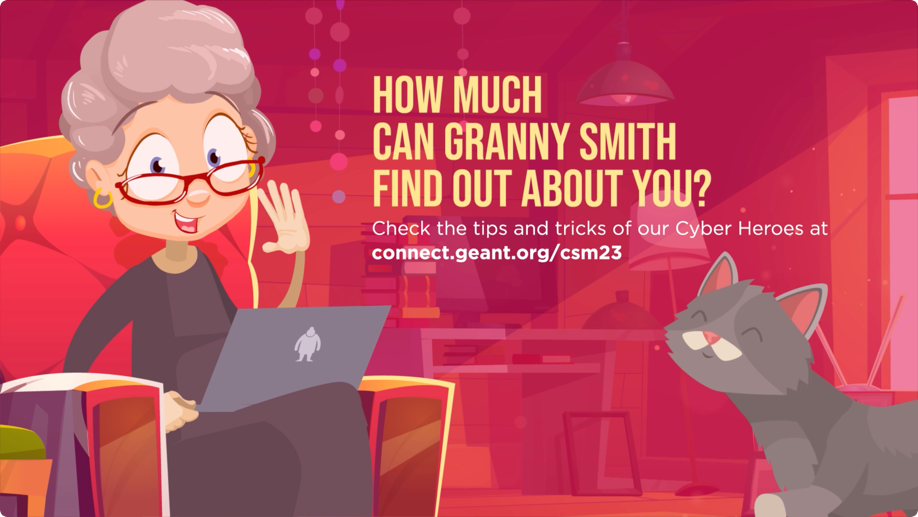 HOW MUCH
CAN GRANNY SMITH
FIND OUT ABOUT YOU?
Check the tips and tricks of our Cyber Heroes at
connect.geant.org/csm23